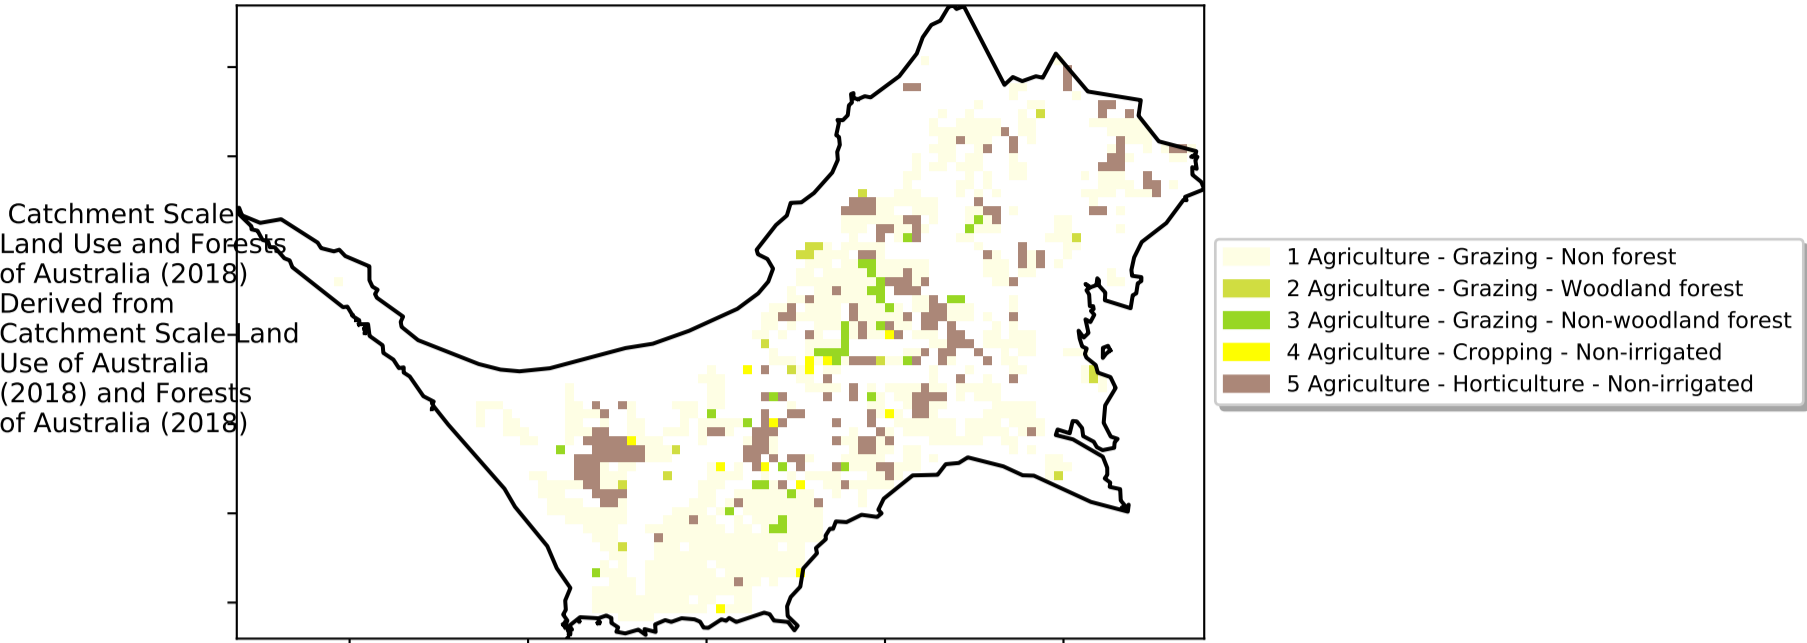 Catchment Scale
Land Use and Forests
of Australia (2018)
Derived from
Catchment Scale Land
Use of Australia
(2018) and Forests
of Australia (2018)
1 Agriculture - Grazing - Non forest
2 Agriculture - Grazing - Woodland forest
3 Agriculture - Grazing - Non-woodland forest
4 Agriculture - Cropping - Non-irrigated
5 Agriculture - Horticulture - Non-irrigated